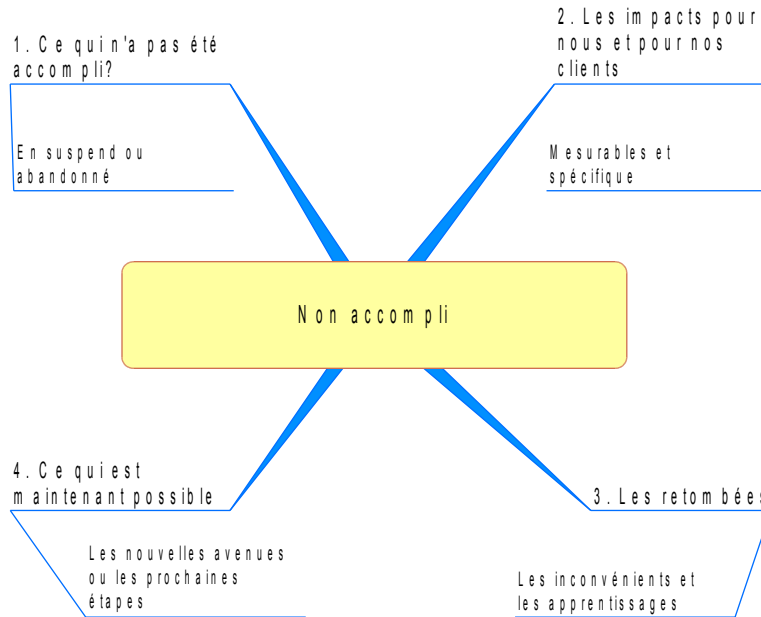 1. Ce qui n'a pas été
accompli?
En suspend ou
abandonné
2. Les impacts pour
nous et pour nos
clients
Mesurables et
spécifique
Non accompli
4. Ce qui est
maintenant possible
Les nouvelles avenues
ou les prochaines
étapes
3. Les retombées
Les inconvénients et
les apprentissages